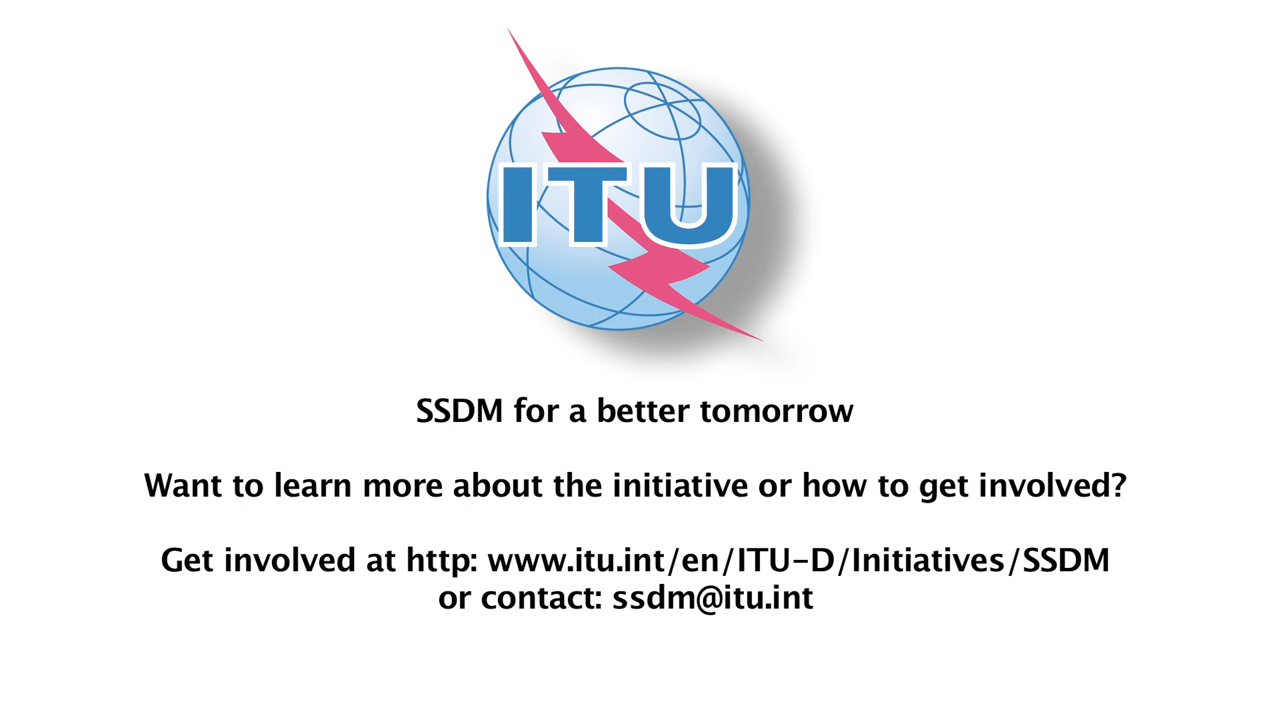 ITU
SSDM for a better tomorrow
Want to learn more about the initiative or how to get involved?
Get involved at http: www.itu.int/en/ITU-D/Initiatives/SSDM
or contact: ssdm@itu.int